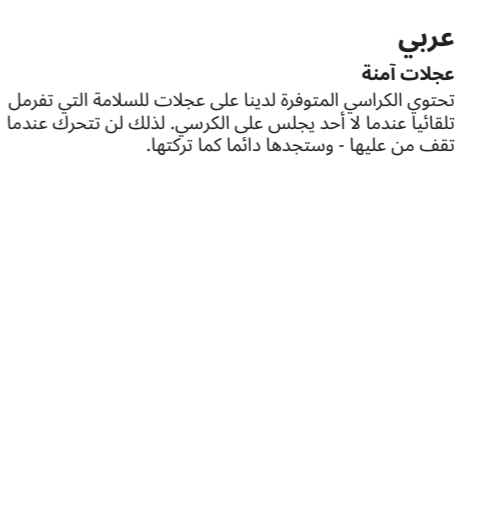 عربي
عجلات آمنة
تحتوي الكراسي المتوفرة لدينا على عجلات للسلامة التي تفرمل
تلقائياً عندما لا أحد يجلس على الكرسي. لذلك لن تتحرك عندما
تقف من عليها - وستجدها دائما كما تركتها.